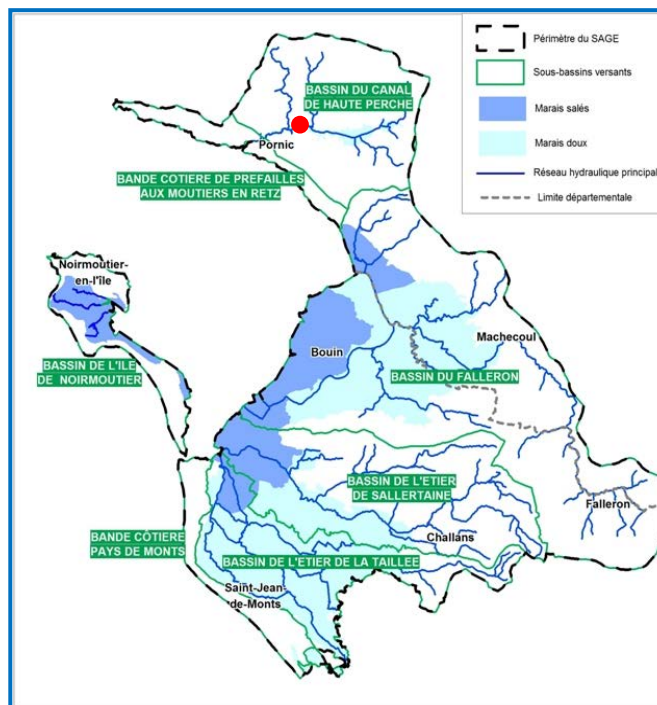 Périmètre du SAGE
Sous-bassins versants
Marais salés
Marais doux
Réseau hydraulique principal
Limite départementale
BASSIN DU CANAL
DE HAUTE PERCHE
Pornic
BANDE COTIERE DE PREFAILLES
AUX MOUTIERS EN RETZ
Noirmoutier-
en-l'île
BASSIN DE L'ILE
DE NOIRMOUTIER
Bouin
Machecoul
BASSIN DU FALLERON
BASSIN DE L'ETIER
DE SALLERTAINE
Falleron
BANDE CÔTIERE
PAYS DE MONTS
Challans
BASSIN DE L'ETIER DE LA TAILLEE
Saint-Jean-
de-Monts